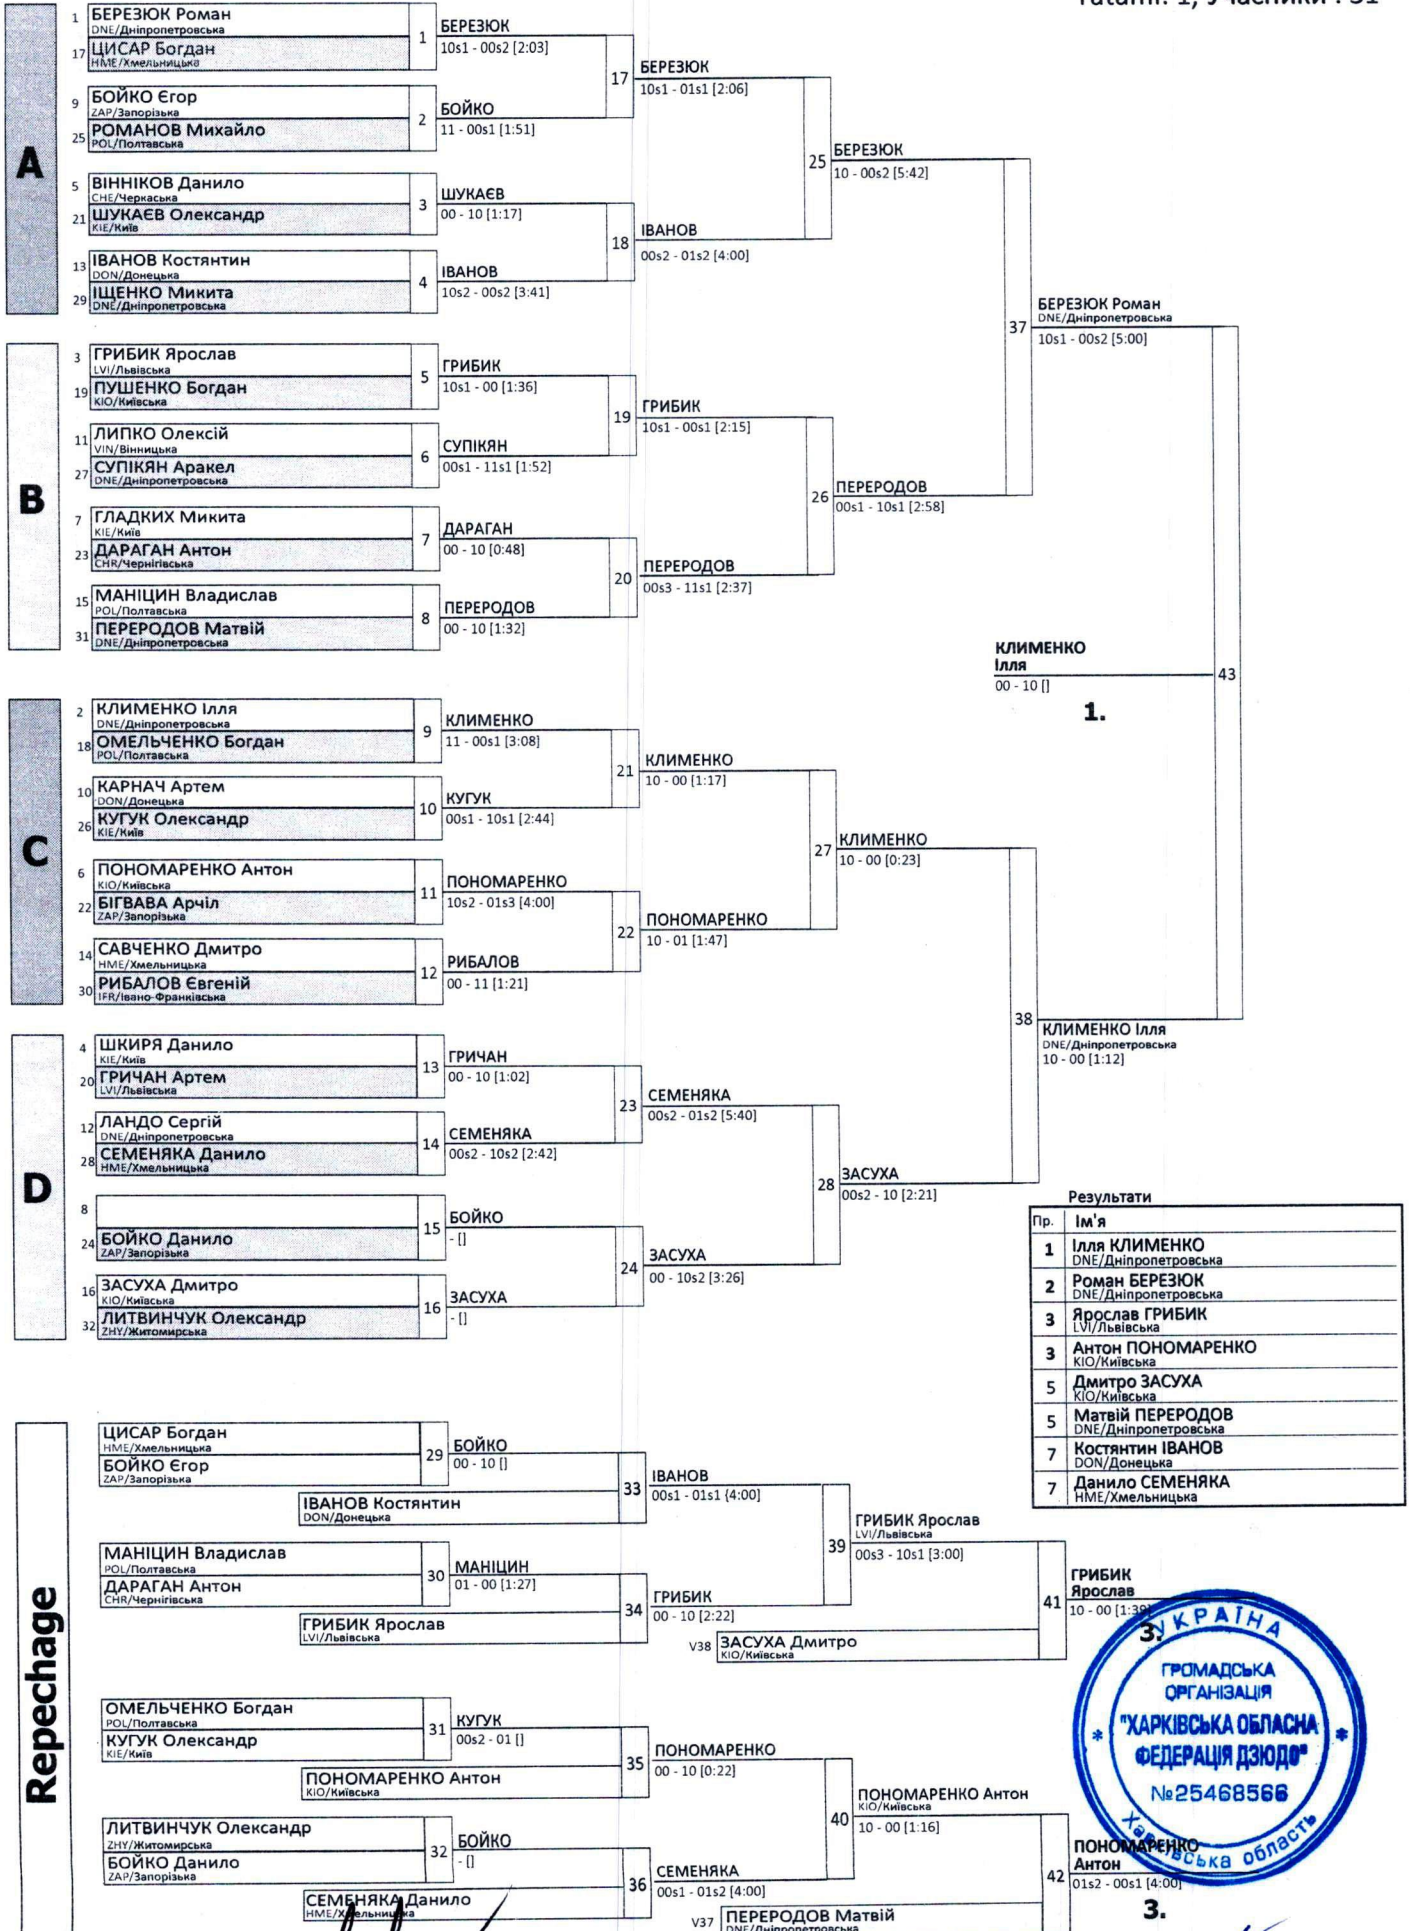 Tatami: 1, Учасники : 31
A
1 БЕРЕЗЮК Роман
DNE/Дніпропетровська
17 ЦИСАР Богдан
HME/Хмельницька
1
БЕРЕЗЮК
10s1 - 00s2 [2:03]
9 БОЙКО Єгор
ZAP/Запорізька
25 РОМАНОВ Михайло
POL/Полтавська
2
БОЙКО
11 - 00s1 [1:51]
17
БЕРЕЗЮК
10s1 - 01s1 [2:06]
5 ВІННІКОВ Данило
CHE/Черкаська
21 ШУКАЄВ Олександр
KIE/Київ
3
ШУКАЄВ
00 - 10 [1:17]
13 ІВАНОВ Костянтин
DON/Донецька
29 ІЩЕНКО Микита
DNE/Дніпропетровська
4
ІВАНОВ
10s2 - 00s2 [3:41]
18
ІВАНОВ
00s2 - 01s2 [4:00]
25
БЕРЕЗЮК
10 - 00s2 [5:42]
B
3 ГРИБИК Ярослав
LVI/Львівська
19 ПУШЕНКО Богдан
KIO/Київська
5
ГРИБИК
10s1 - 00 [1:36]
11 ЛИПКО Олексій
VIN/Вінницька
27 СУПІКЯН Аракел
DNE/Дніпропетровська
6
СУПІКЯН
00s1 - 11s1 [1:52]
19
ГРИБИК
10s1 - 00s1 [2:15]
7 ГЛАДКИХ Микита
KIE/Київ
23 ДАРАГАН Антон
CHR/Чернігівська
7
ДАРАГАН
00 - 10 [0:48]
15 МАНІЦИН Владислав
POL/Полтавська
31 ПЕРЕРОДОВ Матвій
DNE/Дніпропетровська
8
ПЕРЕРОДОВ
00 - 10 [1:32]
20
ПЕРЕРОДОВ
00s3 - 11s1 [2:37]
26
ПЕРЕРОДОВ
00s1 - 10s1 [2:58]
37
БЕРЕЗЮК Роман
DNE/Дніпропетровська
10s1 - 00s2 [5:00]
КЛИМЕНКО
Ілля
00 - 10 []
43
1.
C
2 КЛИМЕНКО Ілля
DNE/Дніпропетровська
18 ОМЕЛЬЧЕНКО Богдан
POL/Полтавська
9
КЛИМЕНКО
11 - 00s1 [3:08]
10 КАРНАЧ Артем
DON/Донецька
26 КУГУК Олександр
KIE/Київ
10
КУГУК
00s1 - 10s1 [2:44]
21
КЛИМЕНКО
10 - 00 [1:17]
6 ПОНОМАРЕНКО Антон
KIO/Київська
22 БІГВАВА Арчіл
ZAP/Запорізька
11
ПОНОМАРЕНКО
10s2 - 01s3 [4:00]
14 САВЧЕНКО Дмитро
HME/Хмельницька
30 РИБАЛОВ Євгеній
IFR/Івано-Франківська
12
РИБАЛОВ
00 - 11 [1:21]
22
ПОНОМАРЕНКО
10 - 01 [1:47]
27
КЛИМЕНКО
10 - 00 [0:23]
D
4 ШКИРЯ Данило
KIE/Київ
20 ГРИЧАН Артем
LVI/Львівська
13
ГРИЧАН
00 - 10 [1:02]
12 ЛАНДО Сергій
DNE/Дніпропетровська
28 СЕМЕНЯКА Данило
HME/Хмельницька
14
СЕМЕНЯКА
00s2 - 10s2 [2:42]
23
СЕМЕНЯКА
00s2 - 01s2 [5:40]
8
24 БОЙКО Данило
ZAP/Запорізька
15
БОЙКО
- []
16 ЗАСУХА Дмитро
KIO/Київська
32 ЛИТВИНЧУК Олександр
ZHY/Житомирська
16
ЗАСУХА
- []
24
ЗАСУХА
00 - 10s2 [3:26]
28
ЗАСУХА
00s2 - 10 [2:21]
38
КЛИМЕНКО Ілля
DNE/Дніпропетровська
10 - 00 [1:12]
Результати
Пр. Ім'я
1 Ілля КЛИМЕНКО
DNE/Дніпропетровська
2 Роман БЕРЕЗЮК
DNE/Дніпропетровська
3 Ярослав ГРИБИК
LVI/Львівська
3 Антон ПОНОМАРЕНКО
KIO/Київська
5 Дмитро ЗАСУХА
KIO/Київська
5 Матвій ПЕРЕРОДОВ
DNE/Дніпропетровська
7 Костянтин ІВАНОВ
DON/Донецька
7 Данило СЕМЕНЯКА
HME/Хмельницька
Repechage
ЦИСАР Богдан
HME/Хмельницька
БОЙКО Єгор
ZAP/Запорізька
29
БОЙКО
00 - 10 []
ІВАНОВ Костянтин
DON/Донецька
33
ІВАНОВ
00s1 - 01s1 [4:00]
МАНІЦИН Владислав
POL/Полтавська
ДАРАГАН Антон
CHR/Чернігівська
30
МАНІЦИН
01 - 00 [1:27]
ГРИБИК Ярослав
LVI/Львівська
34
ГРИБИК
00 - 10 [2:22]
39
ГРИБИК Ярослав
LVI/Львівська
00s3 - 10s1 [3:00]
V38 ЗАСУХА Дмитро
KIO/Київська
41
ГРИБИК
Ярослав
10 - 00 [1:39]
3.
ОМЕЛЬЧЕНКО Богдан
POL/Полтавська
КУГУК Олександр
KIE/Київ
31
КУГУК
00s2 - 01 []
ПОНОМАРЕНКО Антон
KIO/Київська
35
ПОНОМАРЕНКО
00 - 10 [0:22]
ЛИТВИНЧУК Олександр
ZHY/Житомирська
БОЙКО Данило
ZAP/Запорізька
32
БОЙКО
- []
СЕМЕНЯКА Данило
HME/Хмельницька
36
СЕМЕНЯКА
00s1 - 01s2 [4:00]
40
ПОНОМАРЕНКО Антон
KIO/Київська
10 - 00 [1:16]
V37 ПЕРЕРОДОВ Матвій
DNE/Дніпропетровська
42
ПОНОМАРЕНКО
Антон
01s2 - 00s1 [4:00]
3.
УКРАЇНА
ГРОМАДСЬКА
ОРГАНІЗАЦІЯ
"ХАРКІВСЬКА ОБЛАСНА
ФЕДЕРАЦІЯ ДЗЮДО"
№25468566
Харківська область